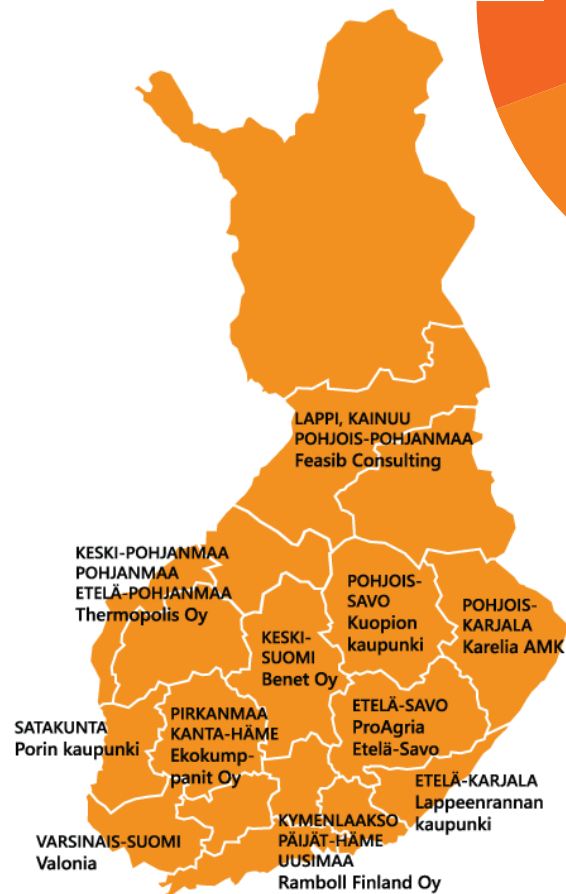 LAPPI, KAINUU
POHJOIS-POHJANMAA
Feasib Consulting
KESKI-POHJANMAA
POHJANMAA
ETELÄ-POHJANMAA
Thermopolis Oy
POHJOIS-
SAVO
Kuopion
kaupunki
POHJOIS-
KARJALA
Karelia AMK
KESKI-
SUOMI
Benet Oy
SATAKUNTA
Porin kaupunki
PIRKANMAA
KANTA-HÄME
Ekokump-
panit Oy
ETELÄ-SAVO
ProAgria
Etelä-Savo
ETELÄ-KARJALA
Lappeenrannan
kaupunki
VARSINAIS-SUOMI
Valonia
KYMENLAAKSO
PÄIJÄT-HÄME
UUSIMAA
Ramboll Finland Oy